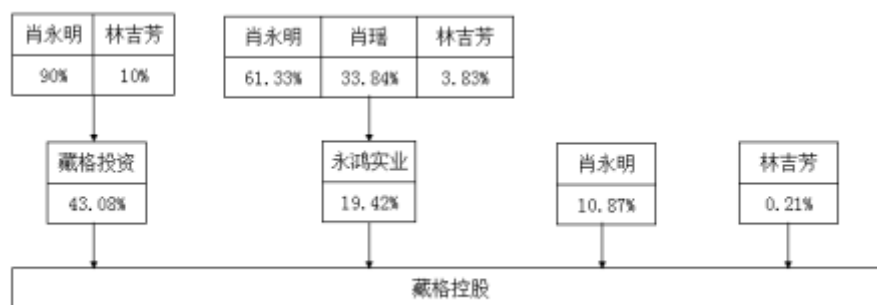 肖永明 林吉芳 肖永明 肖瑶 林吉芳
90% 10% 61.33% 33.84% 3.83%
藏格投资 永鸿实业 肖永明 林吉芳
43.08% 19.42% 10.87% 0.21%
藏格控股